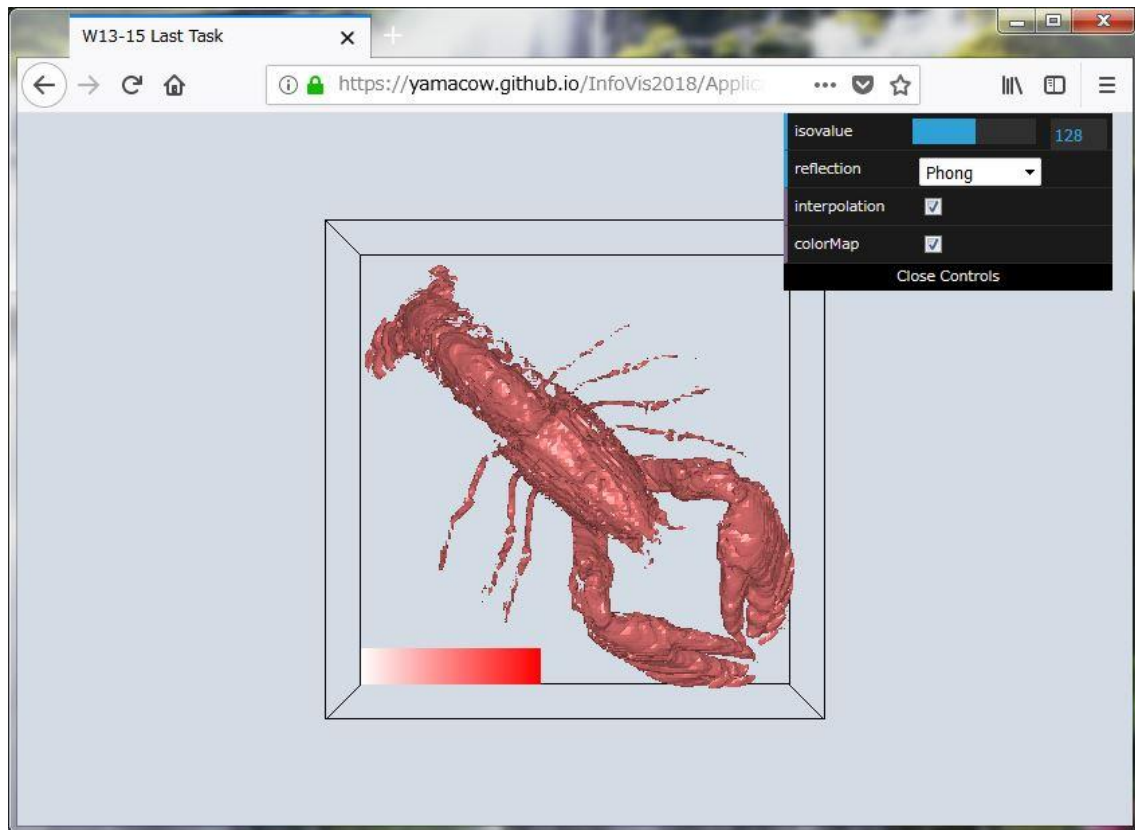 W13-15 Last Task
https://yamacow.github.io/InfoVis2018/Applic
isovalue 128
reflection Phong
interpolation
colorMap
Close Controls